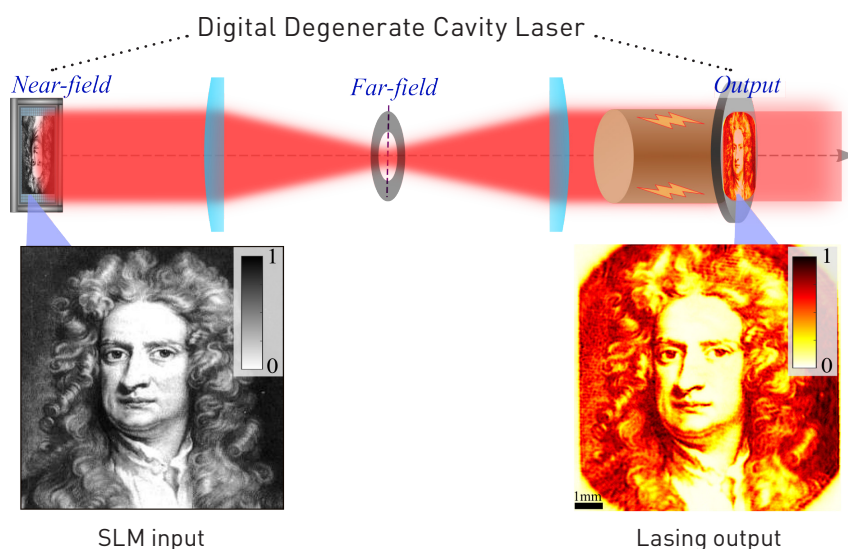 Digital Degenerate Cavity Laser
Near-field
Far-field
Output
1
0
1
0
1mm
SLM input
Lasing output